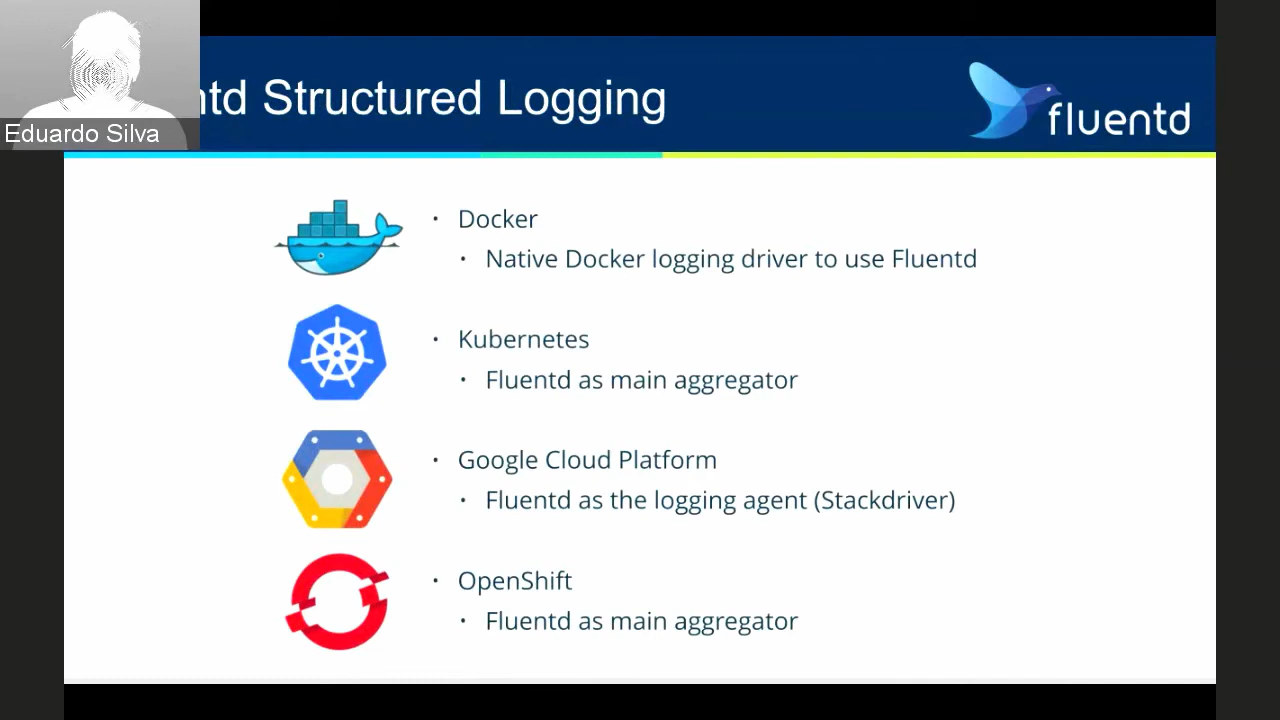 Eduardo Silva
ntd Structured Logging
fluentd
• Docker
• Native Docker logging driver to use Fluentd
• Kubernetes
• Fluentd as main aggregator
• Google Cloud Platform
• Fluentd as the logging agent (Stackdriver)
• OpenShift
• Fluentd as main aggregator